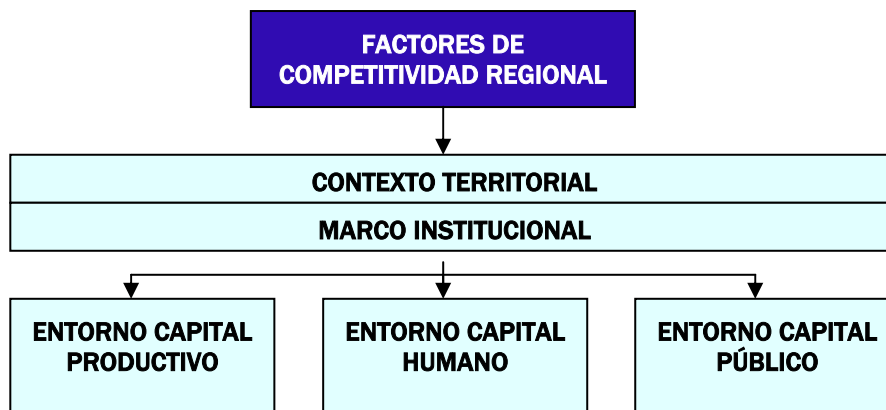 FACTORES DE
COMPETITIVIDAD REGIONAL
CONTEXTO TERRITORIAL
MARCO INSTITUCIONAL
ENTORNO CAPITAL
PRODUCTIVO
ENTORNO CAPITAL
HUMANO
ENTORNO CAPITAL
PÚBLICO